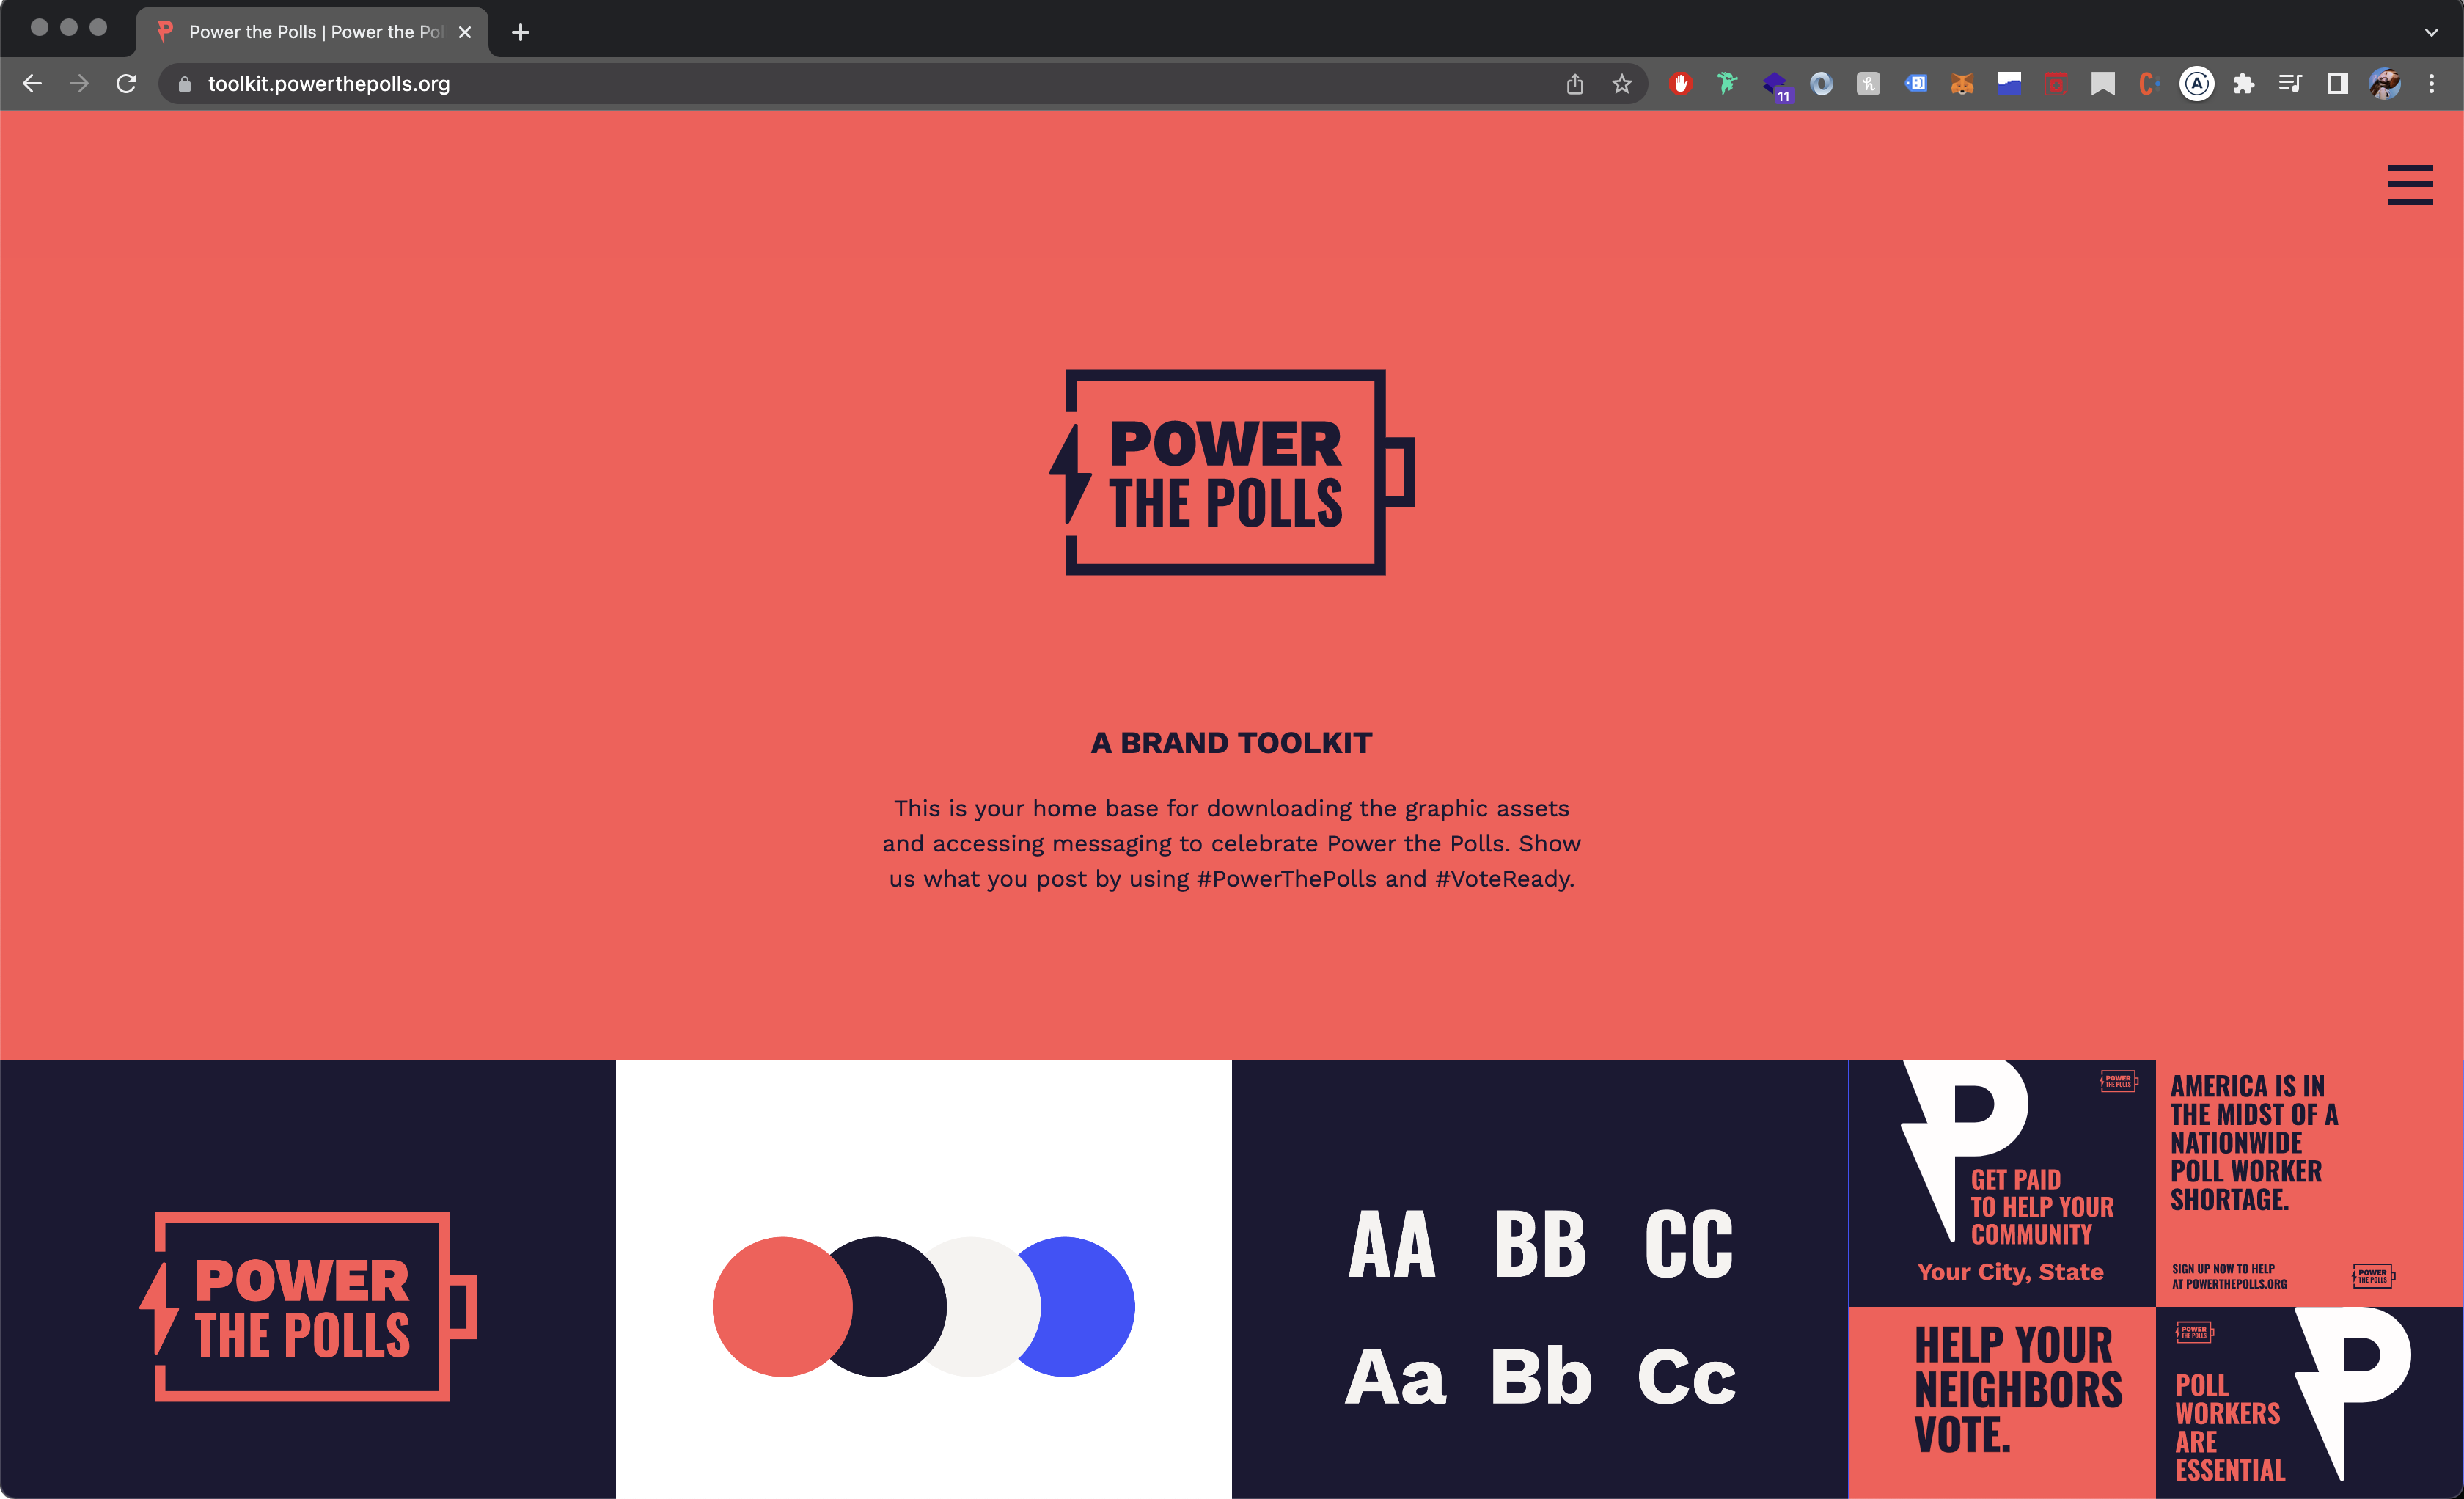 Power the Polls | Power the Pol
toolkit.powerthepolls.org
11
POWER
THE POLLS
A BRAND TOOLKIT
This is your home base for downloading the graphic assets
and accessing messaging to celebrate Power the Polls. Show
us what you post by using #PowerThePolls and #VoteReady.
POWER
THE POLLS
AA BB CC
Aa Bb Cc
POWER
THE POLLS
GET PAID
TO HELP YOUR
COMMUNITY
Your City, State
AMERICA IS IN
THE MIDST OF A
NATIONWIDE
POLL WORKER
SHORTAGE.
SIGN UP NOW TO HELP
AT POWERTHEPOLLS.ORG
POWER
THE POLLS
HELP YOUR
NEIGHBORS
VOTE.
POWER
THE POLLS
POLL
WORKERS
ARE
ESSENTIAL